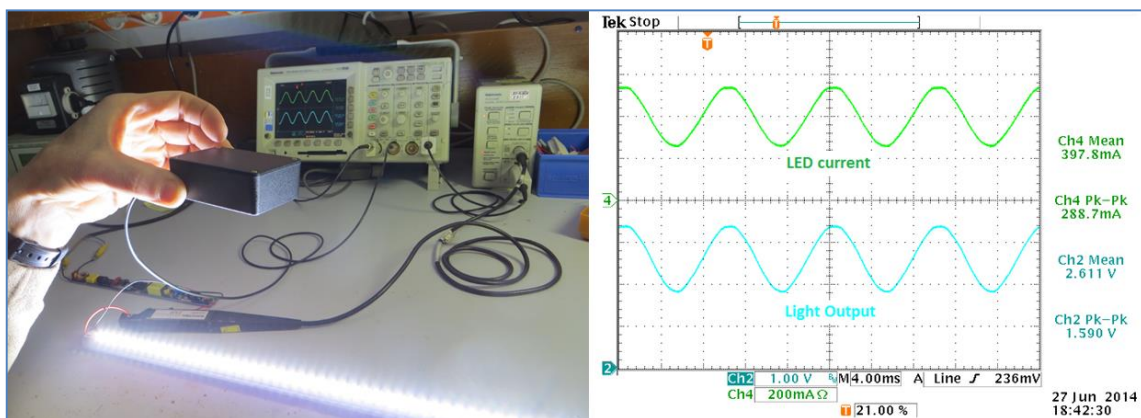 Tek Stop
T
T
LED current
4
Ch4 Mean
397.8mA
Ch4 Pk-Pk
288.7mA
Ch2 Mean
2.611 V
Ch2 Pk-Pk
1.590 V
Light Output
2
Ch2 1.00 V M 4.00ms A Line 236mV
Ch4 200mA Ω
T 21.00 %
27 Jun 2014
18:42:30